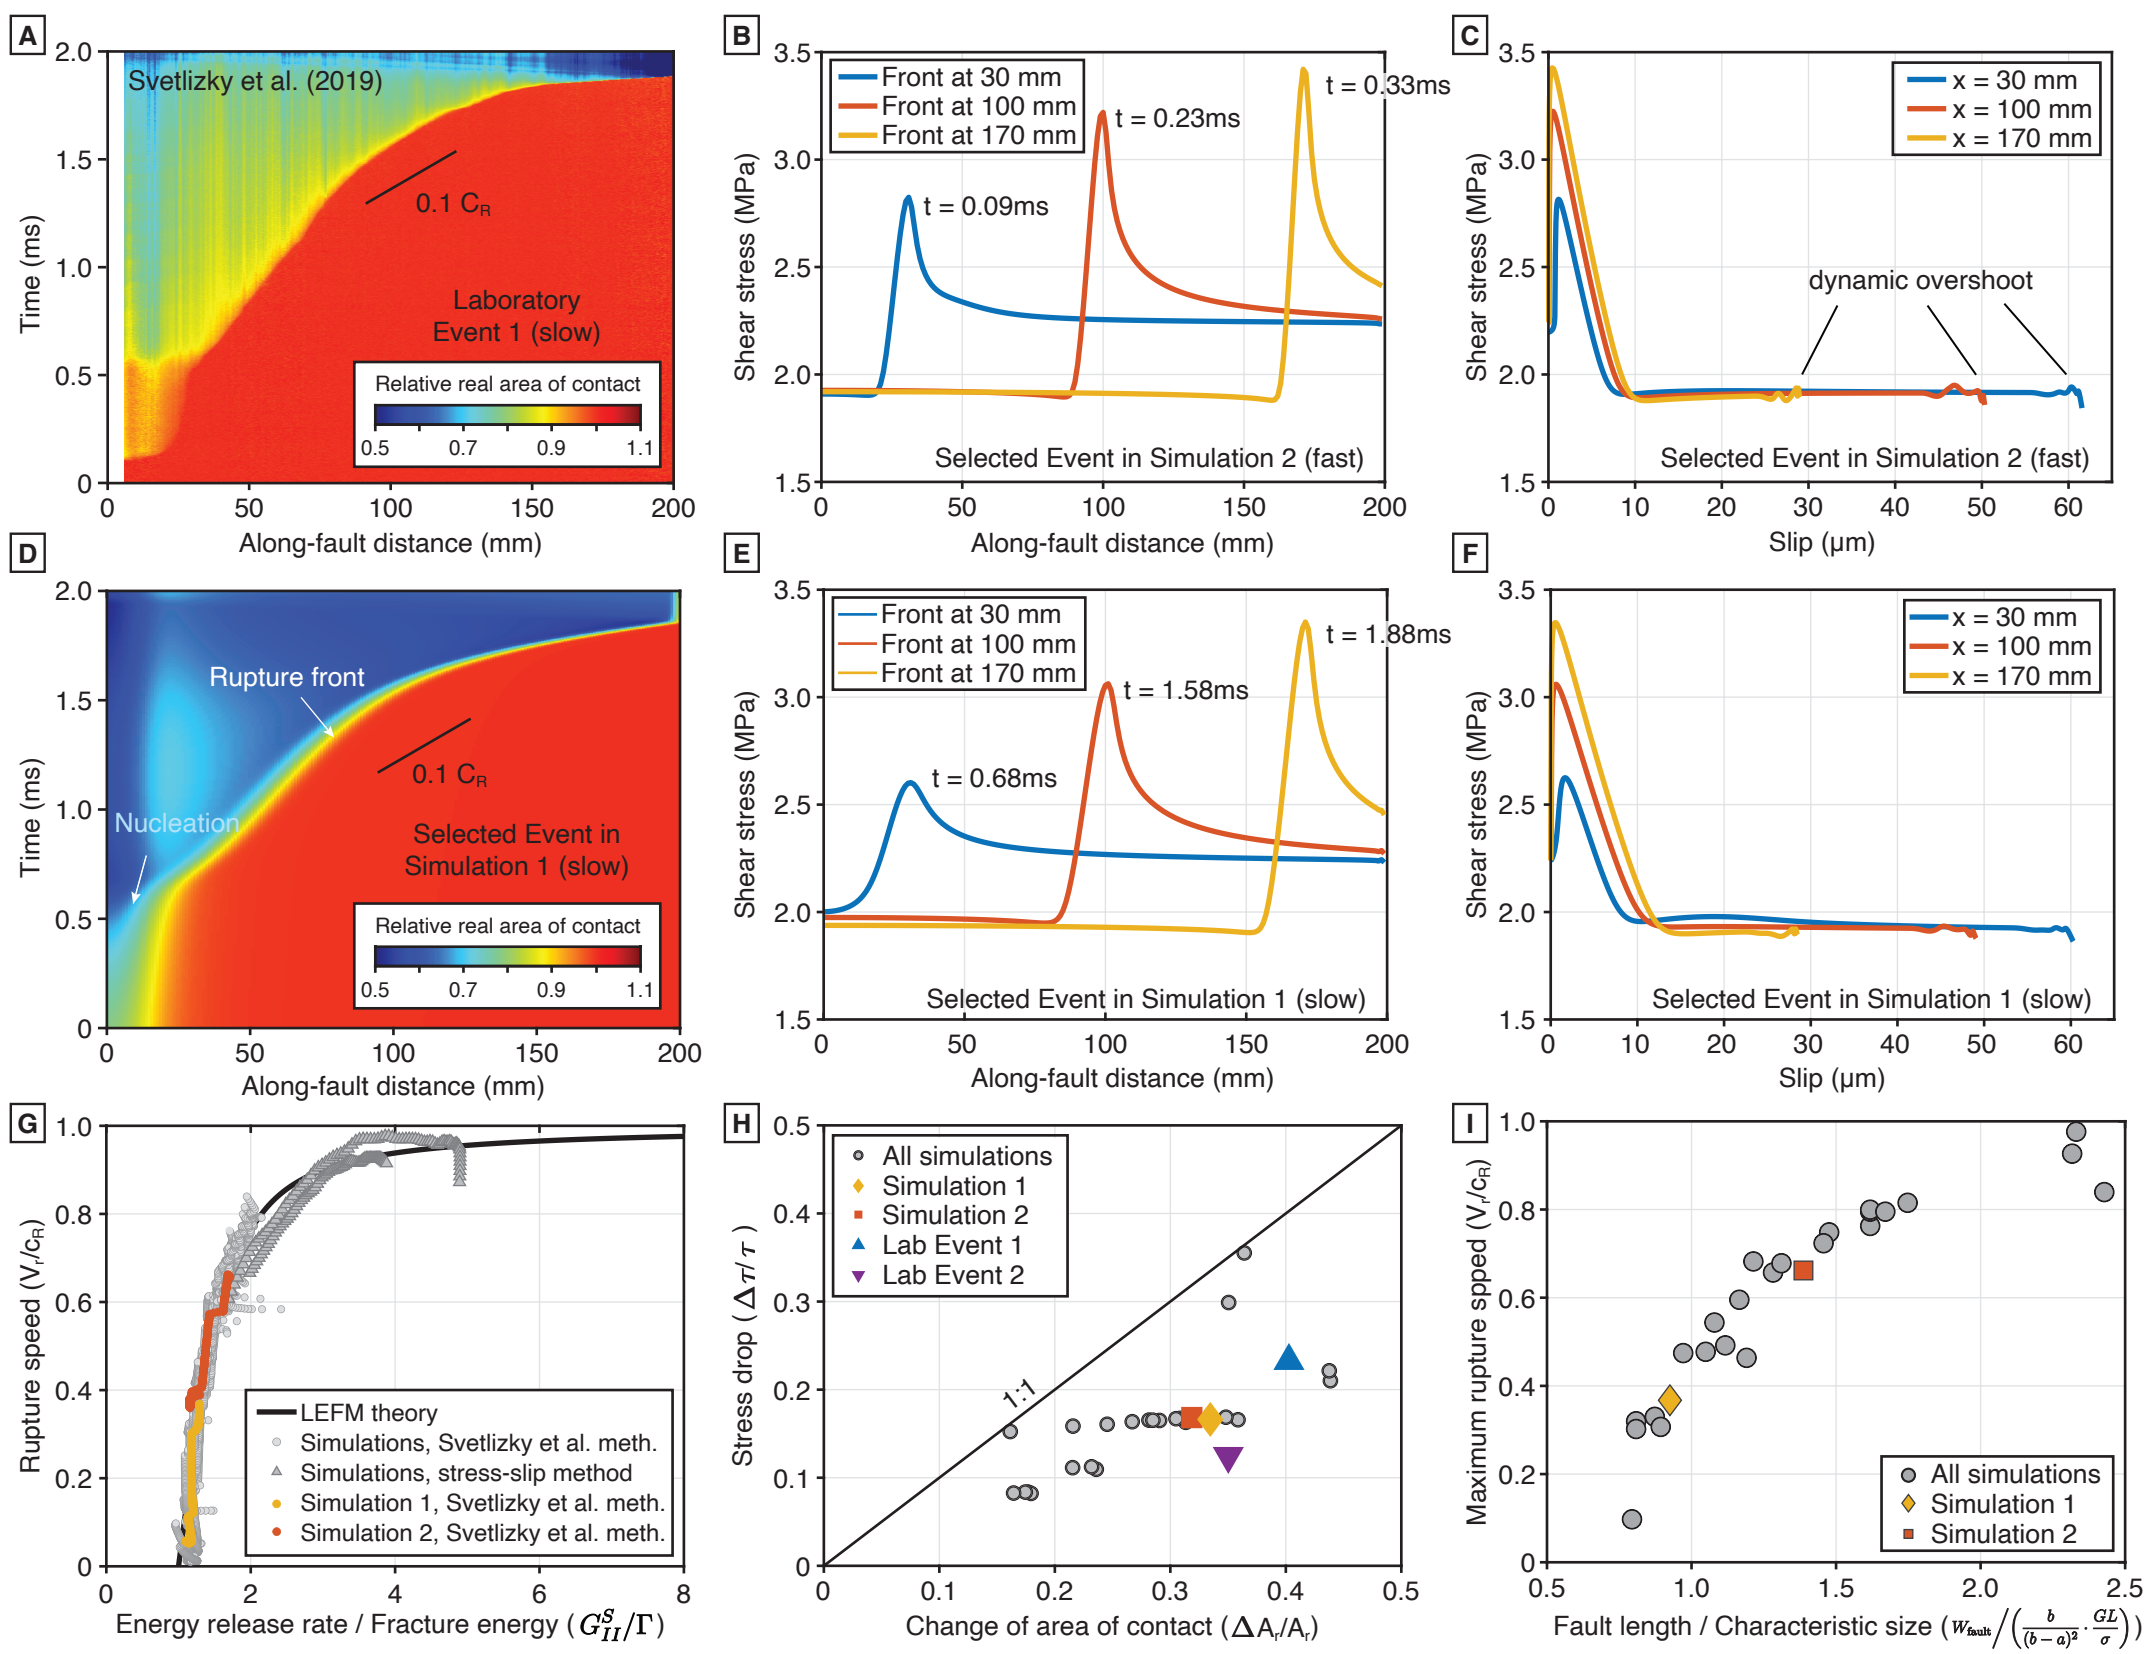 A
2.0
1.5
1.0
0.5
0
Time (ms)
Svetlizky et al. (2019)
0.1 CR
Laboratory
Event 1 (slow)
Relative real area of contact
0.5 0.7 0.9 1.1
0 50 100 150 200
Along-fault distance (mm)
B
3.5
3.0
2.5
2.0
1.5
Shear stress (MPa)
Front at 30 mm
Front at 100 mm
Front at 170 mm
t = 0.09ms
t = 0.23ms
t = 0.33ms
Selected Event in Simulation 2 (fast)
0 50 100 150 200
Along-fault distance (mm)
C
3.5
3.0
2.5
2.0
1.5
Shear stress (MPa)
x = 30 mm
x = 100 mm
x = 170 mm
dynamic overshoot
Selected Event in Simulation 2 (fast)
0 10 20 30 40 50 60
Slip (µm)
D
2.0
1.5
1.0
0.5
0
Time (ms)
Rupture front
Nucleation
0.1 CR
Selected Event in
Simulation 1 (slow)
Relative real area of contact
0.5 0.7 0.9 1.1
0 50 100 150 200
Along-fault distance (mm)
E
3.5
3.0
2.5
2.0
1.5
Shear stress (MPa)
Front at 30 mm
Front at 100 mm
Front at 170 mm
t = 0.68ms
t = 1.58ms
t = 1.88ms
Selected Event in Simulation 1 (slow)
0 50 100 150 200
Along-fault distance (mm)
F
3.5
3.0
2.5
2.0
1.5
Shear stress (MPa)
x = 30 mm
x = 100 mm
x = 170 mm
Selected Event in Simulation 1 (slow)
0 10 20 30 40 50 60
Slip (µm)
G
1.0
0.8
0.6
0.4
0.2
0
Rupture speed (Vr/cR)
LEFM theory
Simulations, Svetlizky et al. meth.
Simulations, stress-slip method
Simulation 1, Svetlizky et al. meth.
Simulation 2, Svetlizky et al. meth.
0 2 4 6 8
Energy release rate / Fracture energy (G_II^S/Γ)
H
0.5
0.4
0.3
0.2
0.1
0
Stress drop (Δτ/τ)
All simulations
Simulation 1
Simulation 2
Lab Event 1
Lab Event 2
1:1
0 0.1 0.2 0.3 0.4 0.5
Change of area of contact (ΔAr/Ar)
I
1.0
0.8
0.6
0.4
0.2
0
Maximum rupture spped (Vr/cR)
All simulations
Simulation 1
Simulation 2
0.5 1.0 1.5 2.0 2.5
Fault length / Characteristic size (W_fault/(b/(b−a)² · GL/σ))